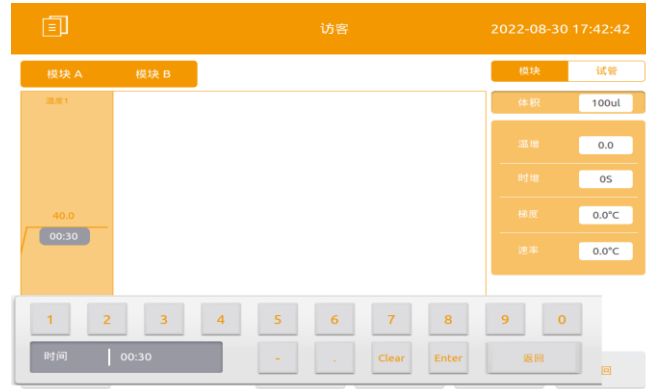 访客
2022-08-30 17:42:42
模块 A
模块 B
模块
试管
温度1
体积
100ul
温增
0.0
时增
0S
40.0
梯度
0.0°C
00:30
速率
0.0°C
1 2 3 4 5 6 7 8 9 0
时间
00:30
-
.
Clear
Enter
返回
回